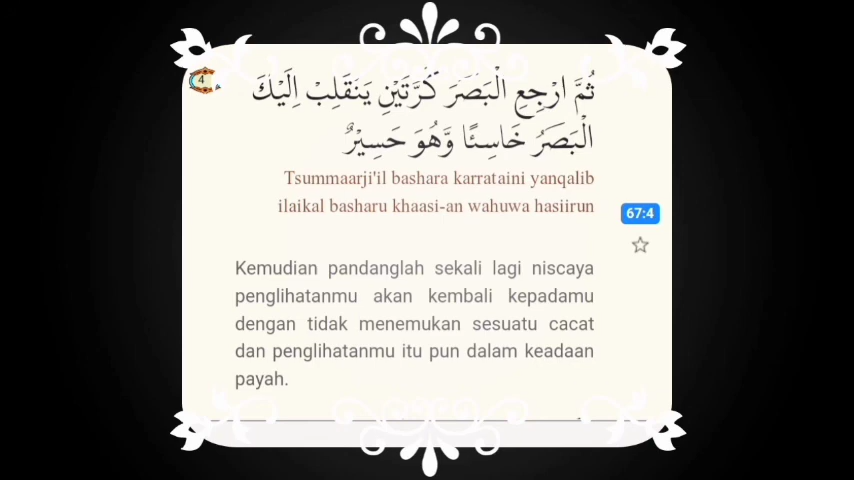 4
ثُمَّ ارْجِعِ الْبَصَرَ كَرَّتَيْنِ يَنْقَلِبْ اِلَيْكَ
الْبَصَرُ خَاسِئًا وَّهُوَ حَسِيْرٌ
Tsummaarji'il bashara karrataini yanqalib
ilaikal basharu khaasi-an wahuwa hasiirun
67:4
Kemudian pandanglah sekali lagi niscaya
penglihatanmu akan kembali kepadamu
dengan tidak menemukan sesuatu cacat
dan penglihatanmu itu pun dalam keadaan
payah.